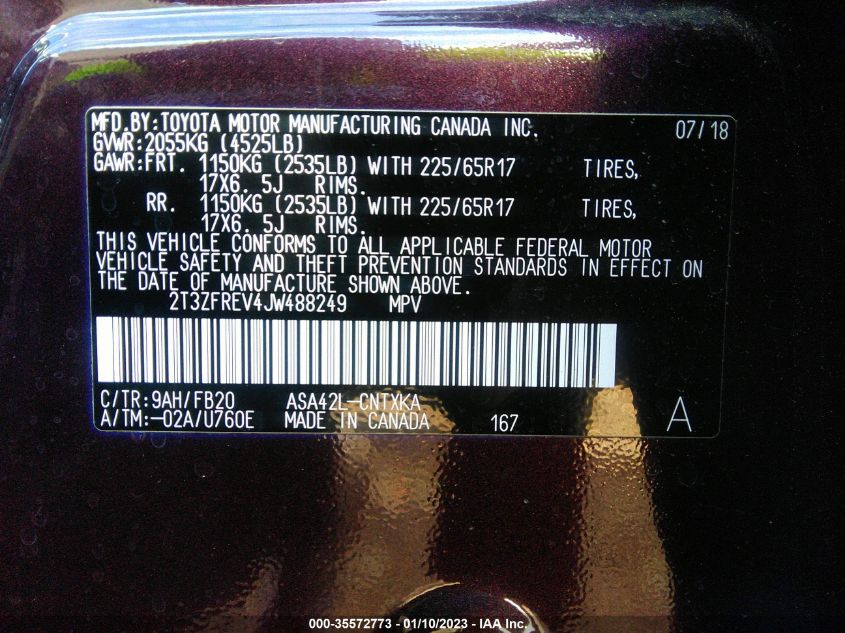 MFD.BY:TOYOTA MOTOR MANUFACTURING CANADA INC. 07/18
GVWR:2055KG (4525LB)
GAWR:FRT. 1150KG (2535LB) WITH 225/65R17 TIRES,
17X6. 5J RIMS.
RR. 1150KG (2535LB) WITH 225/65R17 TIRES,
17X6. 5J RIMS.
THIS VEHICLE CONFORMS TO ALL APPLICABLE FEDERAL MOTOR
VEHICLE SAFETY AND THEFT PREVENTION STANDARDS IN EFFECT ON
THE DATE OF MANUFACTURE SHOWN ABOVE.
2T3ZFREV4JW488249 MPV
C/TR:9AH/FB20 ASA42L-CNTXKA
A/TM:-02A/U760E MADE IN CANADA 167 A
000-35572773 - 01/10/2023 - IAA Inc.